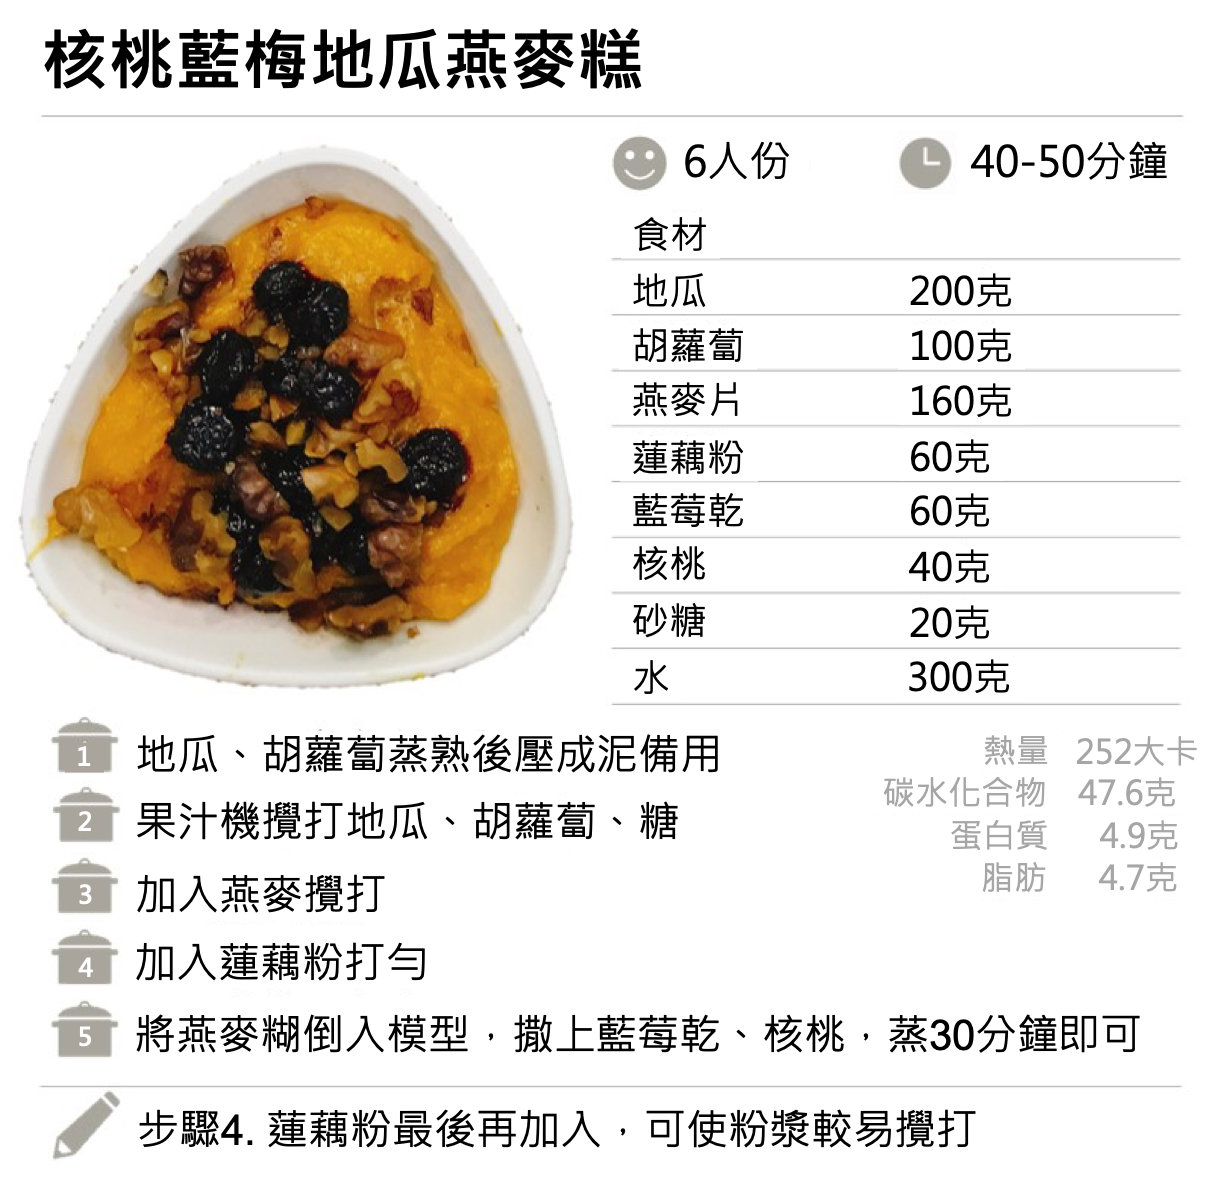 核桃藍梅地瓜燕麥糕
6人份 40-50分鐘
食材
地瓜 200克
胡蘿蔔 100克
燕麥片 160克
蓮藕粉 60克
藍莓乾 60克
核桃 40克
砂糖 20克
水 300克
1 地瓜、胡蘿蔔蒸熟後壓成泥備用
2 果汁機攪打地瓜、胡蘿蔔、糖
3 加入燕麥攪打
4 加入蓮藕粉打勻
5 將燕麥糊倒入模型，撒上藍莓乾、核桃，蒸30分鐘即可
熱量 252大卡
碳水化合物 47.6克
蛋白質 4.9克
脂肪 4.7克
步驟4. 蓮藕粉最後再加入，可使粉漿較易攪打